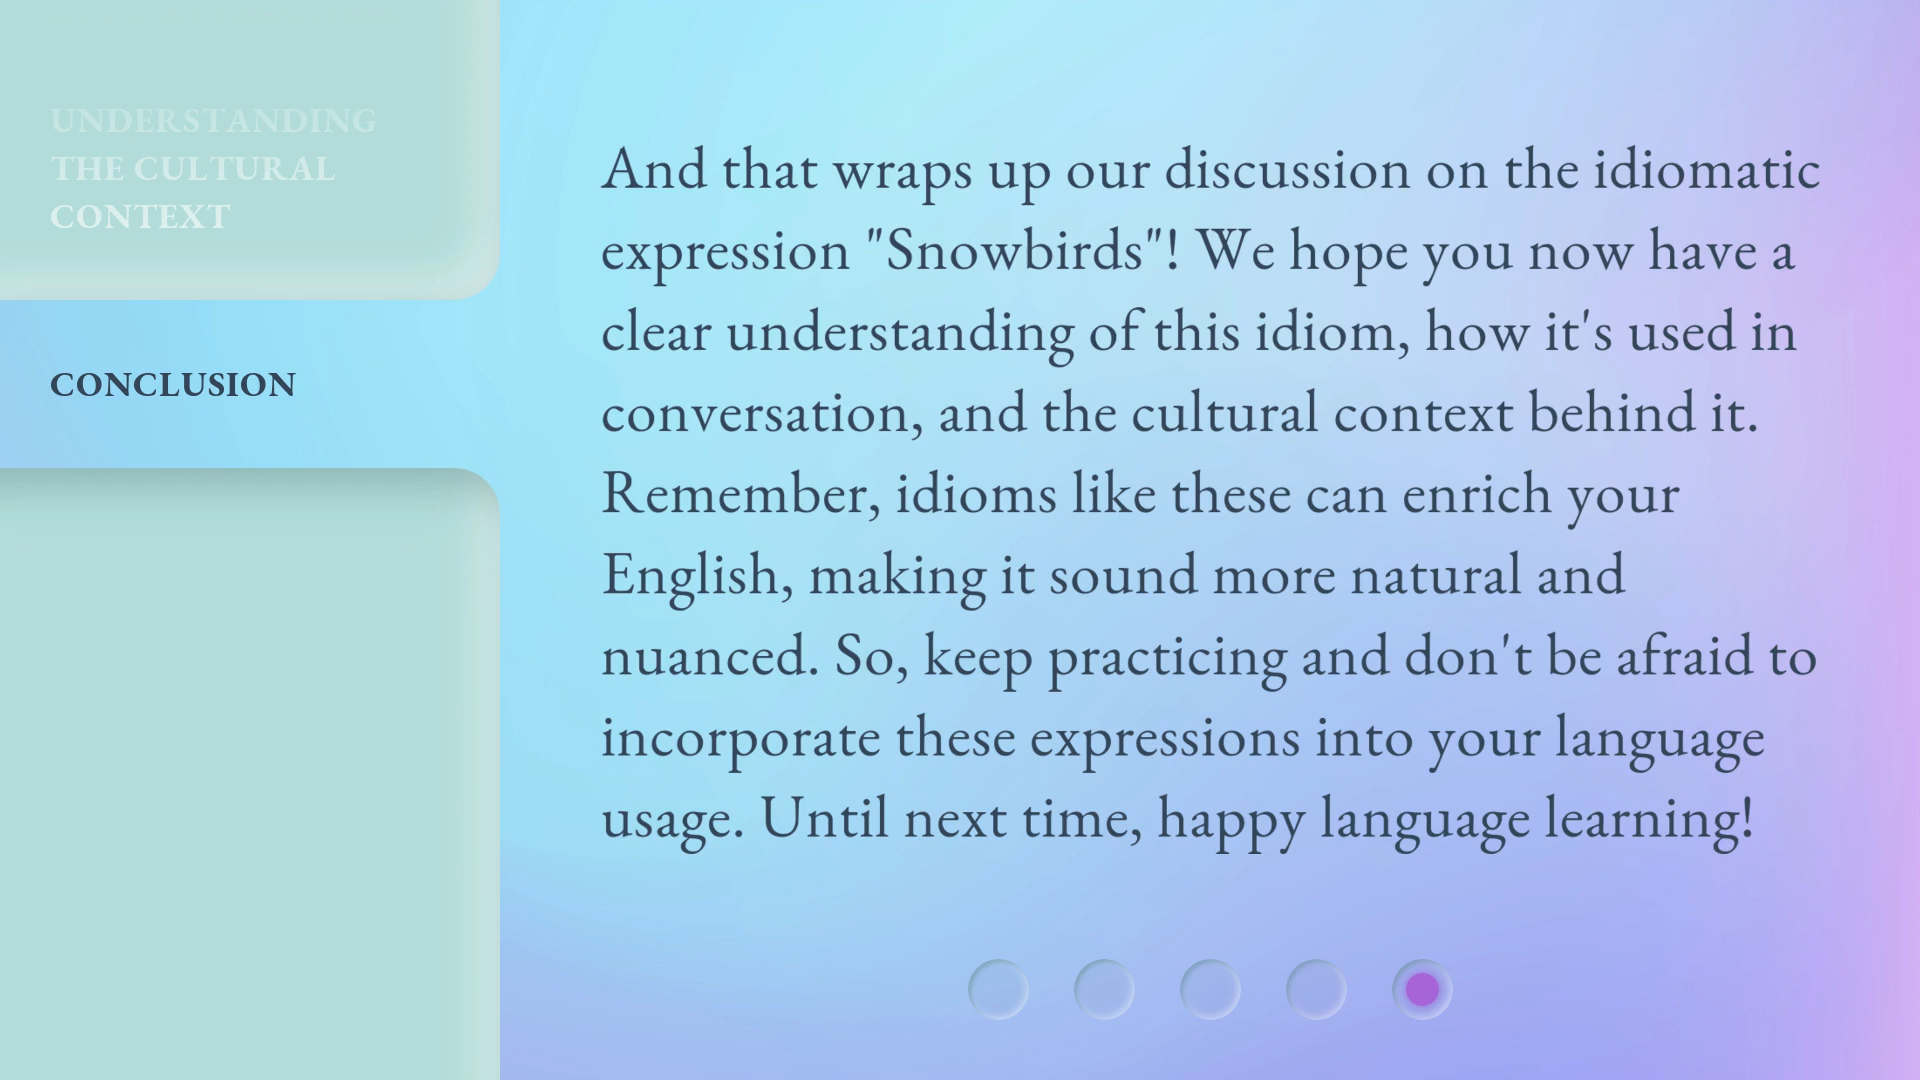 UNDERSTANDING
THE CULTURAL
CONTEXT
CONCLUSION
And that wraps up our discussion on the idiomatic
expression "Snowbirds"! We hope you now have a
clear understanding of this idiom, how it's used in
conversation, and the cultural context behind it.
Remember, idioms like these can enrich your
English, making it sound more natural and
nuanced. So, keep practicing and don't be afraid to
incorporate these expressions into your language
usage. Until next time, happy language learning!